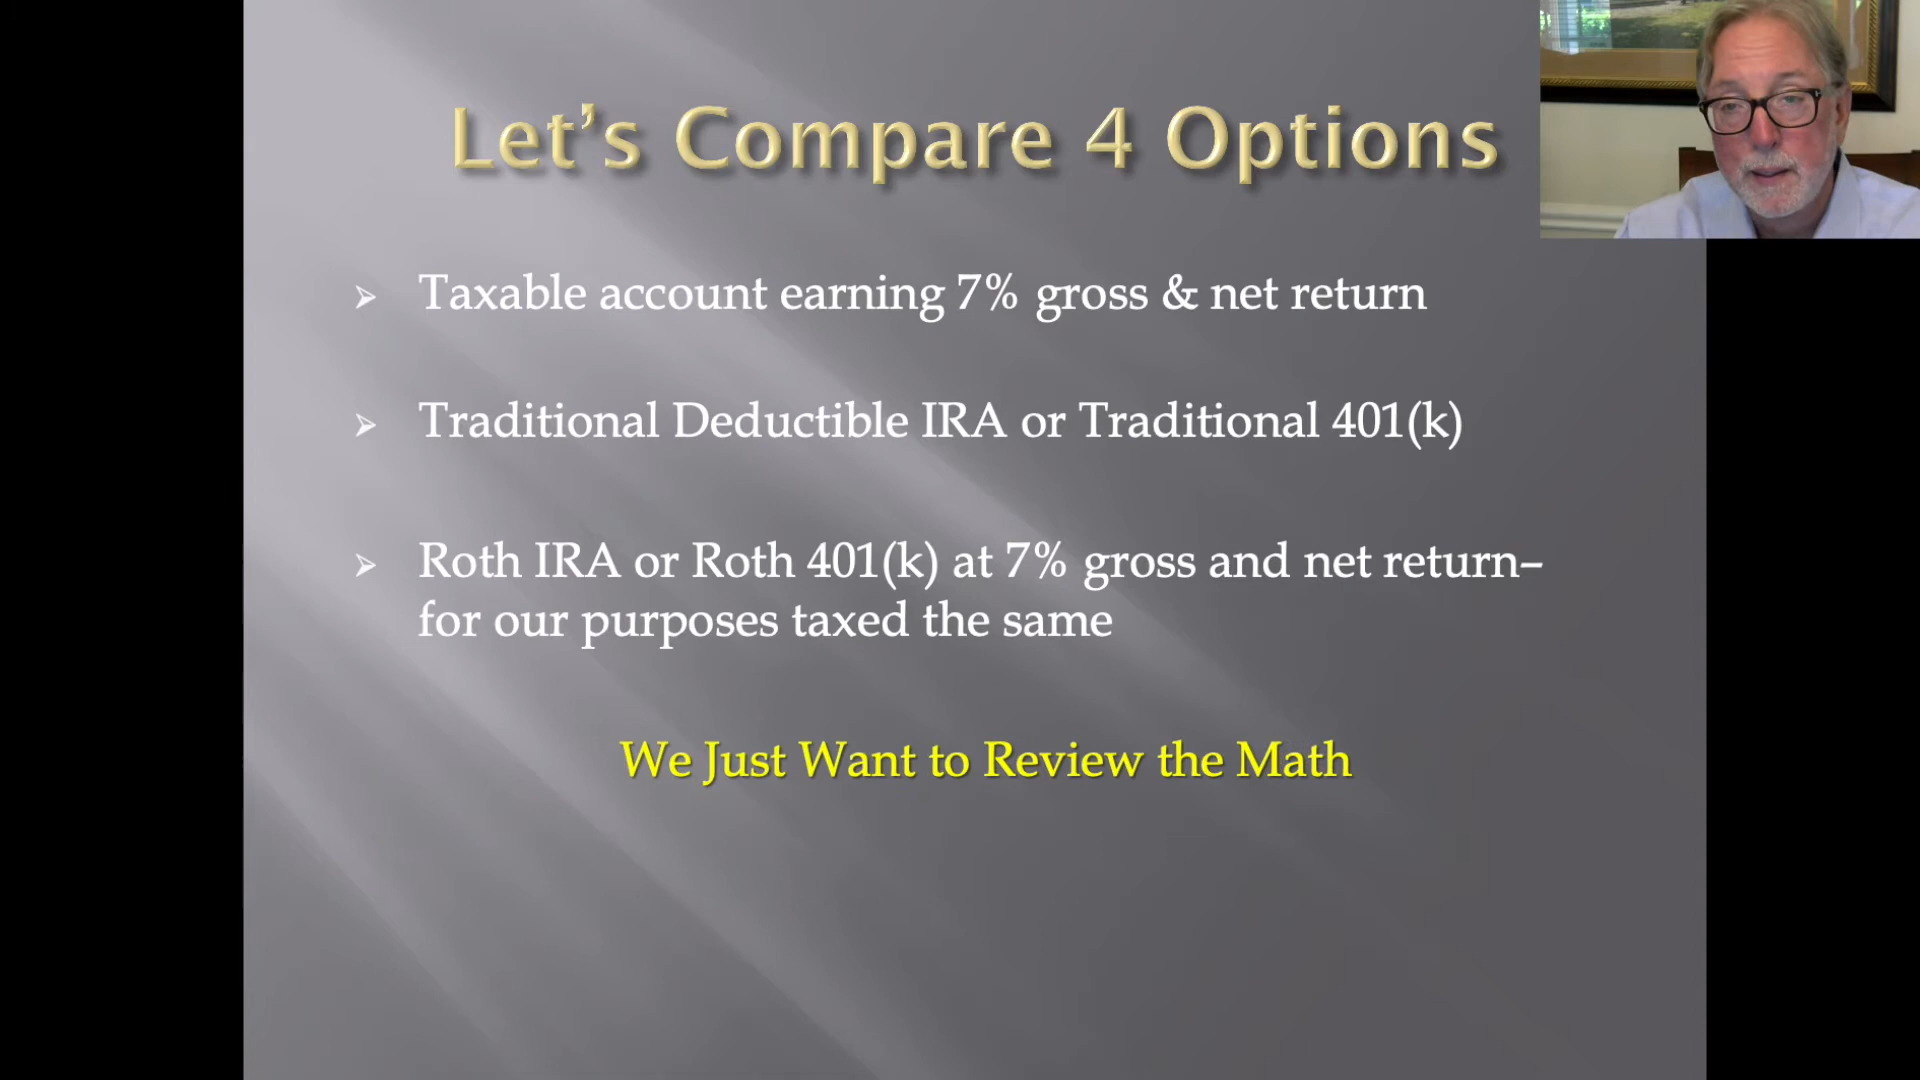 Let’s Compare 4 Options
➢ Taxable account earning 7% gross & net return
➢ Traditional Deductible IRA or Traditional 401(k)
➢ Roth IRA or Roth 401(k) at 7% gross and net return–
for our purposes taxed the same
We Just Want to Review the Math